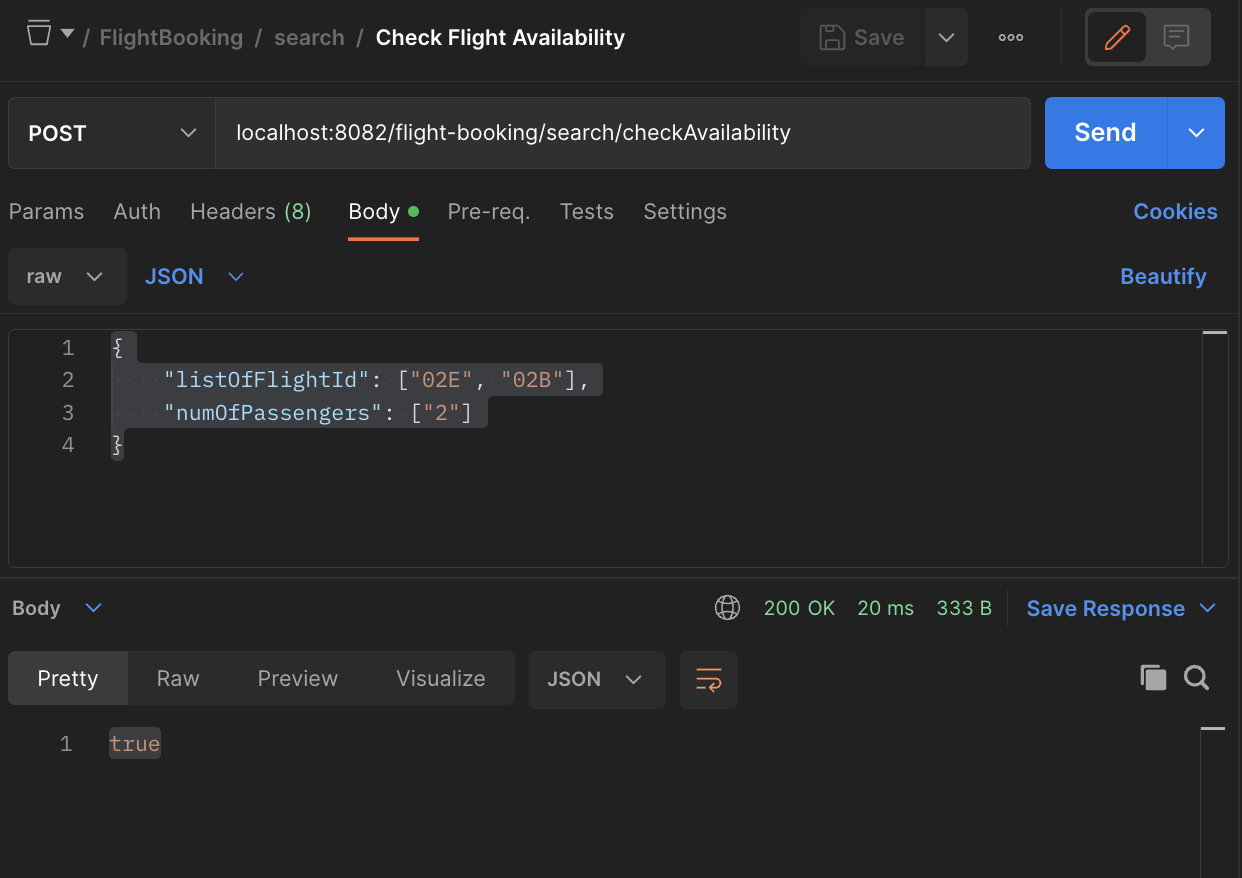 / FlightBooking / search / Check Flight Availability
Save
POST
localhost:8082/flight-booking/search/checkAvailability
Send
Params Auth Headers (8) Body Pre-req. Tests Settings Cookies
raw JSON Beautify
1 {
2 "listOfFlightId": ["02E", "02B"],
3 "numOfPassengers": ["2"]
4 }
Body 200 OK 20 ms 333 B Save Response
Pretty Raw Preview Visualize JSON
1 true